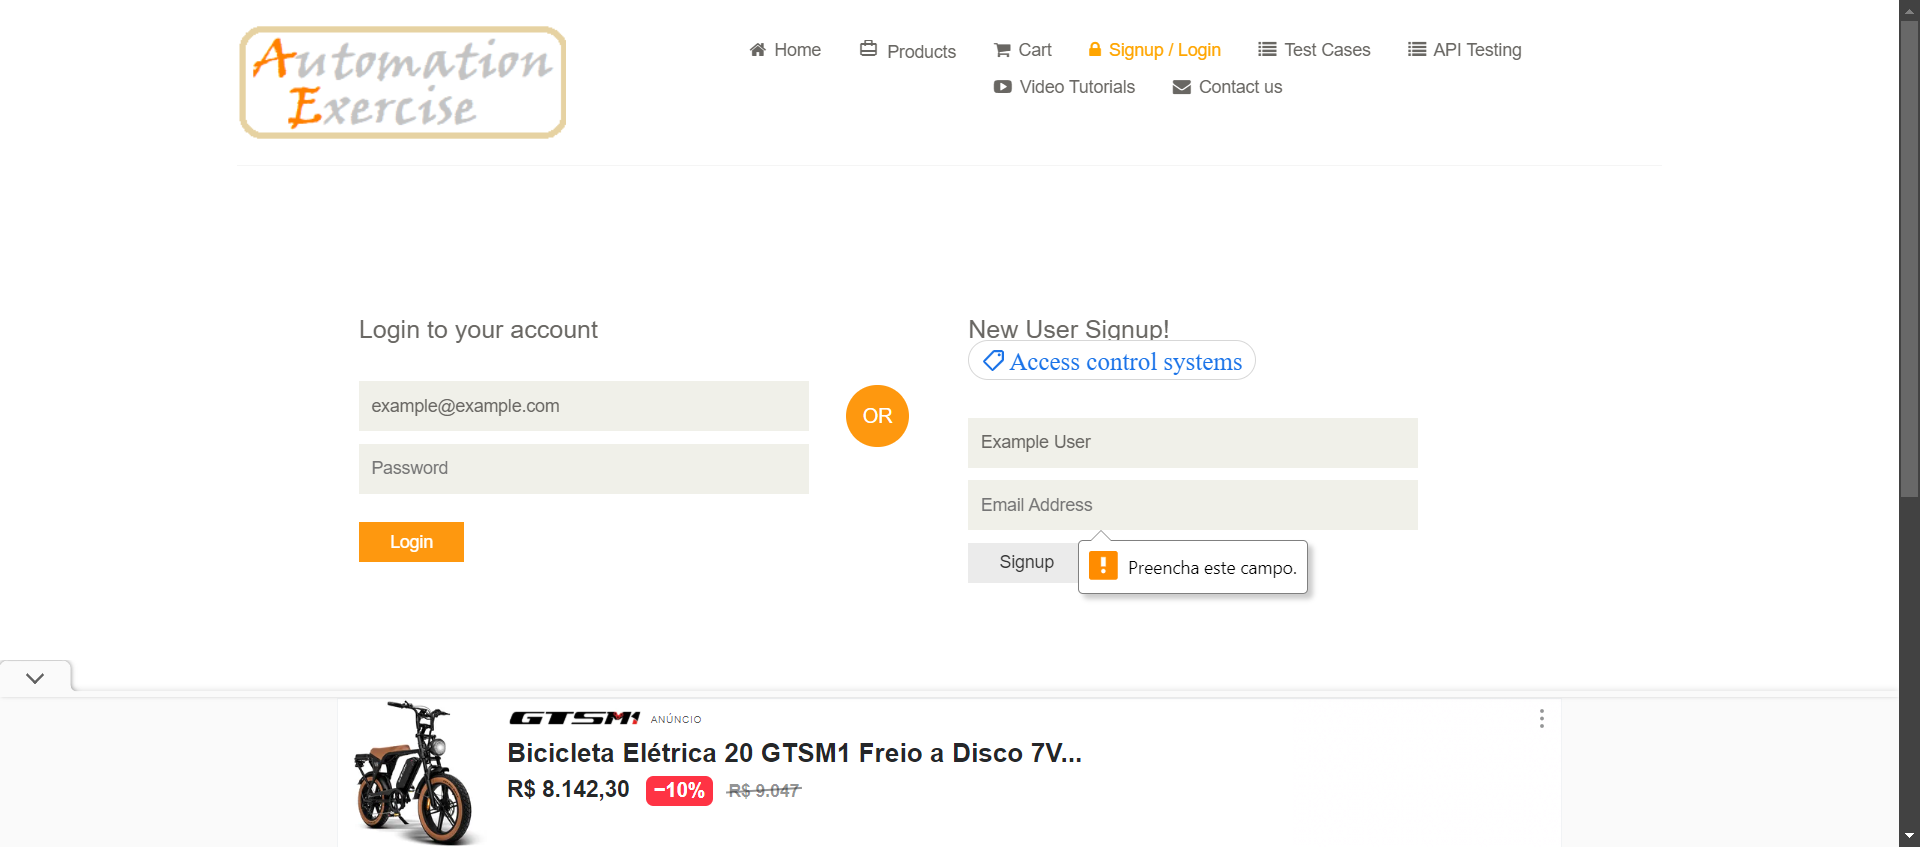 Automation
Exercise
Home
Products
Cart
Signup / Login
Test Cases
API Testing
Video Tutorials
Contact us
Login to your account
example@example.com
Password
Login
OR
New User Signup!
Access control systems
Example User
Email Address
Signup
Preencha este campo.
GTSM1 ANÚNCIO
Bicicleta Elétrica 20 GTSM1 Freio a Disco 7V...
R$ 8.142,30 −10% R$ 9.047